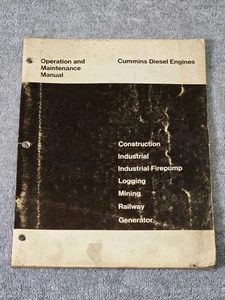 Operation and
Maintenance
Manual
Cummins Diesel Engines
Construction
Industrial
Industrial Firepump
Logging
Mining
Railway
Generator